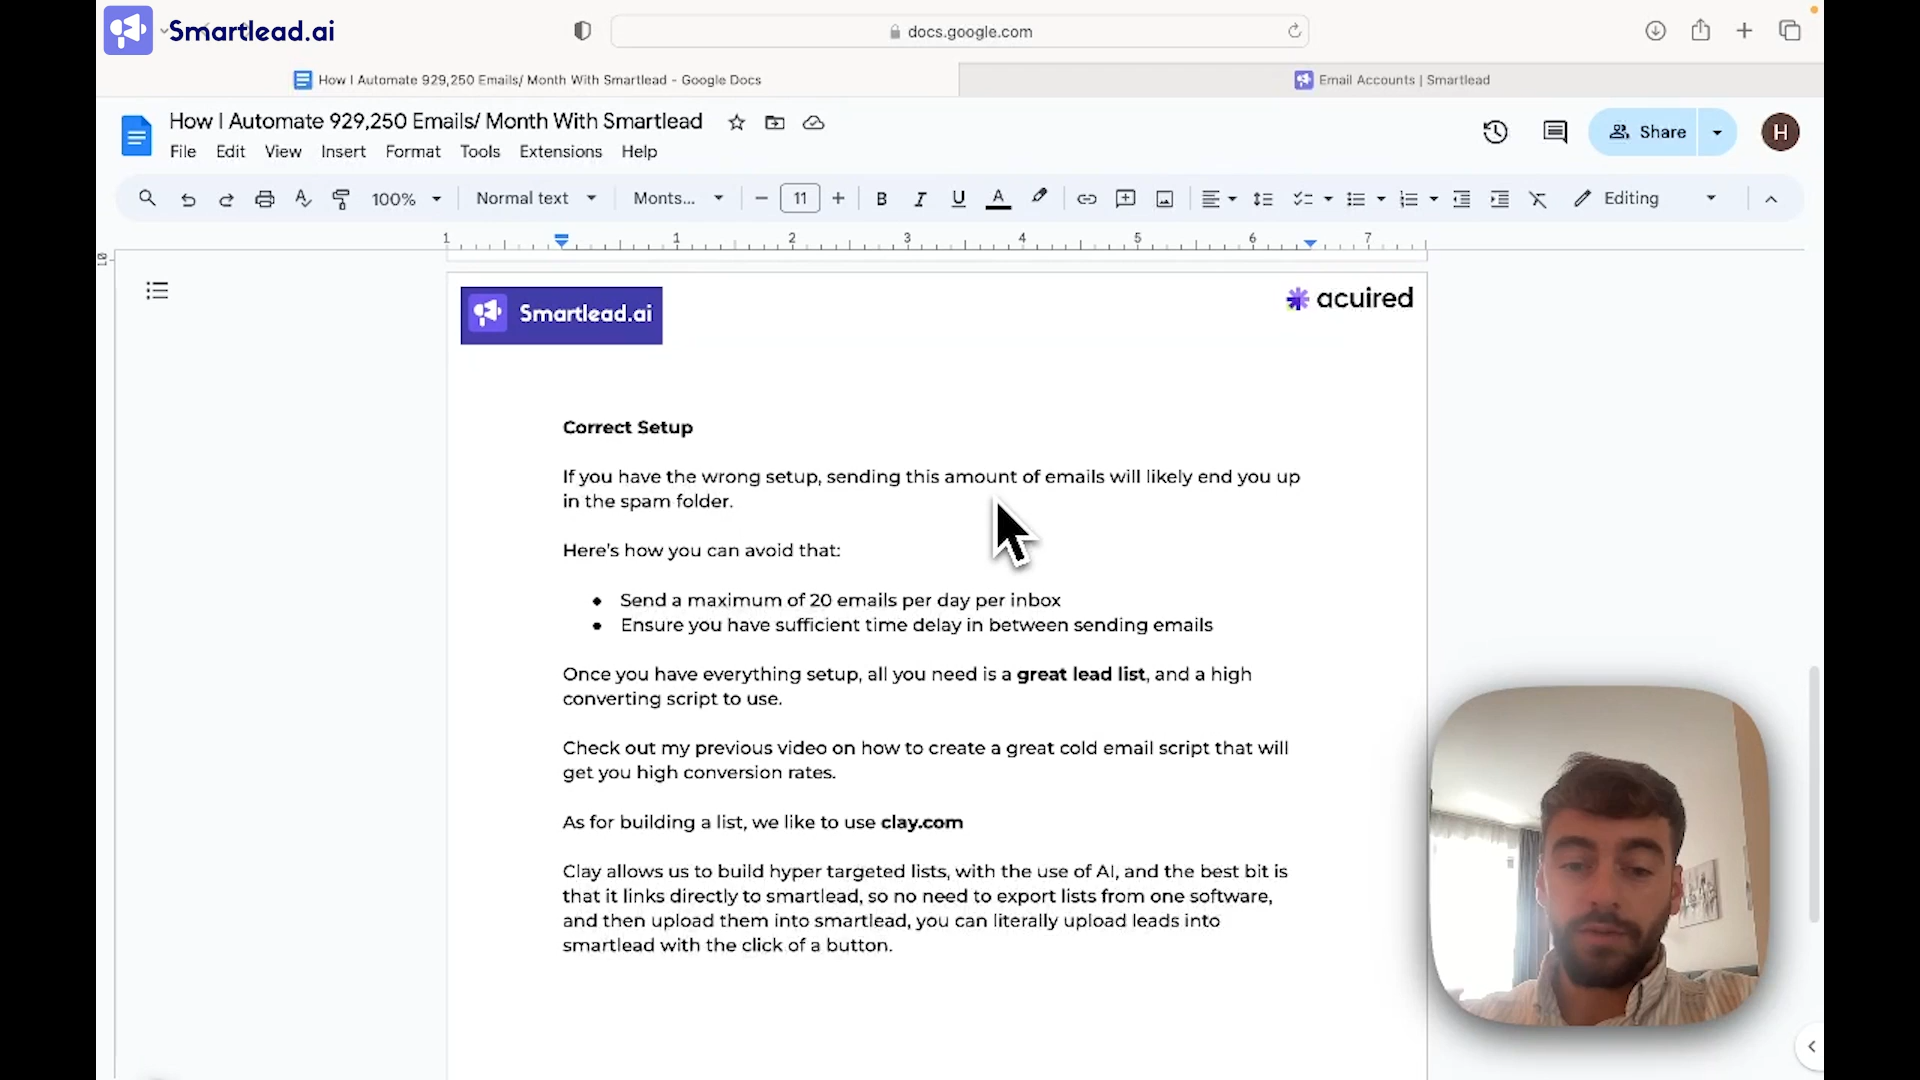 Smartlead.ai
docs.google.com
How I Automate 929,250 Emails/ Month With Smartlead - Google Docs
Email Accounts | Smartlead
How I Automate 929,250 Emails/ Month With Smartlead
Share
H
File Edit View Insert Format Tools Extensions Help
100% Normal text Monts... 11 B I U A Editing
1 1 2 3 4 5 6 7
10
Smartlead.ai
acuired
Correct Setup
If you have the wrong setup, sending this amount of emails will likely end you up
in the spam folder.
Here's how you can avoid that:
● Send a maximum of 20 emails per day per inbox
● Ensure you have sufficient time delay in between sending emails
Once you have everything setup, all you need is a great lead list, and a high
converting script to use.
Check out my previous video on how to create a great cold email script that will
get you high conversion rates.
As for building a list, we like to use clay.com
Clay allows us to build hyper targeted lists, with the use of AI, and the best bit is
that it links directly to smartlead, so no need to export lists from one software,
and then upload them into smartlead, you can literally upload leads into
smartlead with the click of a button.